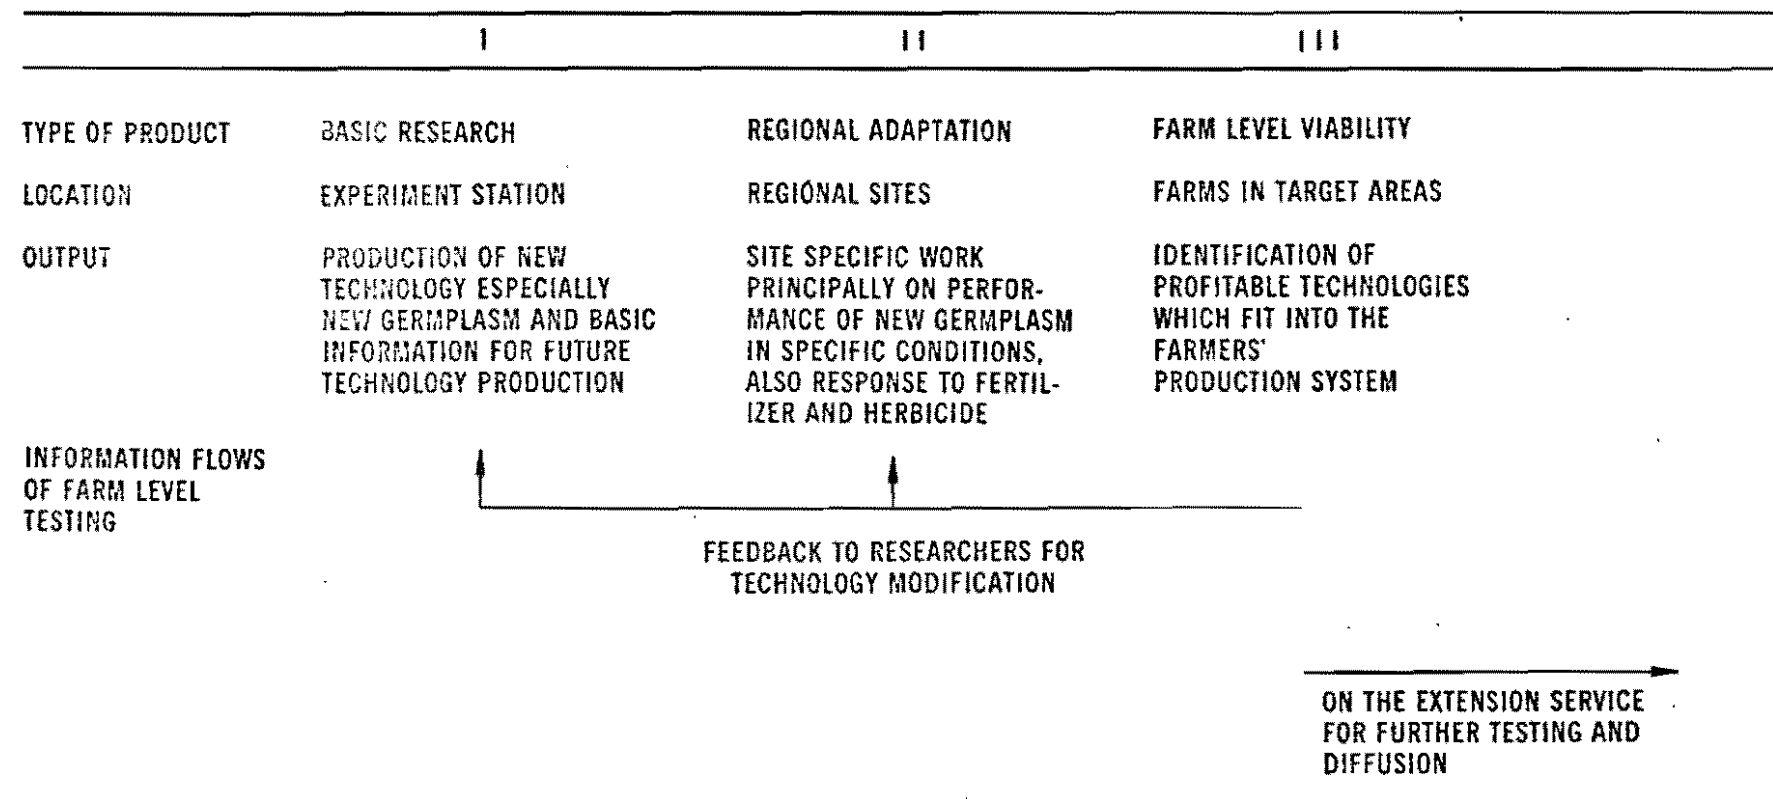 I II III
TYPE OF PRODUCT BASIC RESEARCH REGIONAL ADAPTATION FARM LEVEL VIABILITY
LOCATION EXPERIMENT STATION REGIONAL SITES FARMS IN TARGET AREAS
OUTPUT
PRODUCTION OF NEW
TECHNOLOGY ESPECIALLY
NEW GERMPLASM AND BASIC
INFORMATION FOR FUTURE
TECHNOLOGY PRODUCTION
SITE SPECIFIC WORK
PRINCIPALLY ON PERFOR-
MANCE OF NEW GERMPLASM
IN SPECIFIC CONDITIONS,
ALSO RESPONSE TO FERTIL-
IZER AND HERBICIDE
IDENTIFICATION OF
PROFITABLE TECHNOLOGIES
WHICH FIT INTO THE
FARMERS'
PRODUCTION SYSTEM
INFORMATION FLOWS
OF FARM LEVEL
TESTING
FEEDBACK TO RESEARCHERS FOR
TECHNOLOGY MODIFICATION
ON THE EXTENSION SERVICE
FOR FURTHER TESTING AND
DIFFUSION